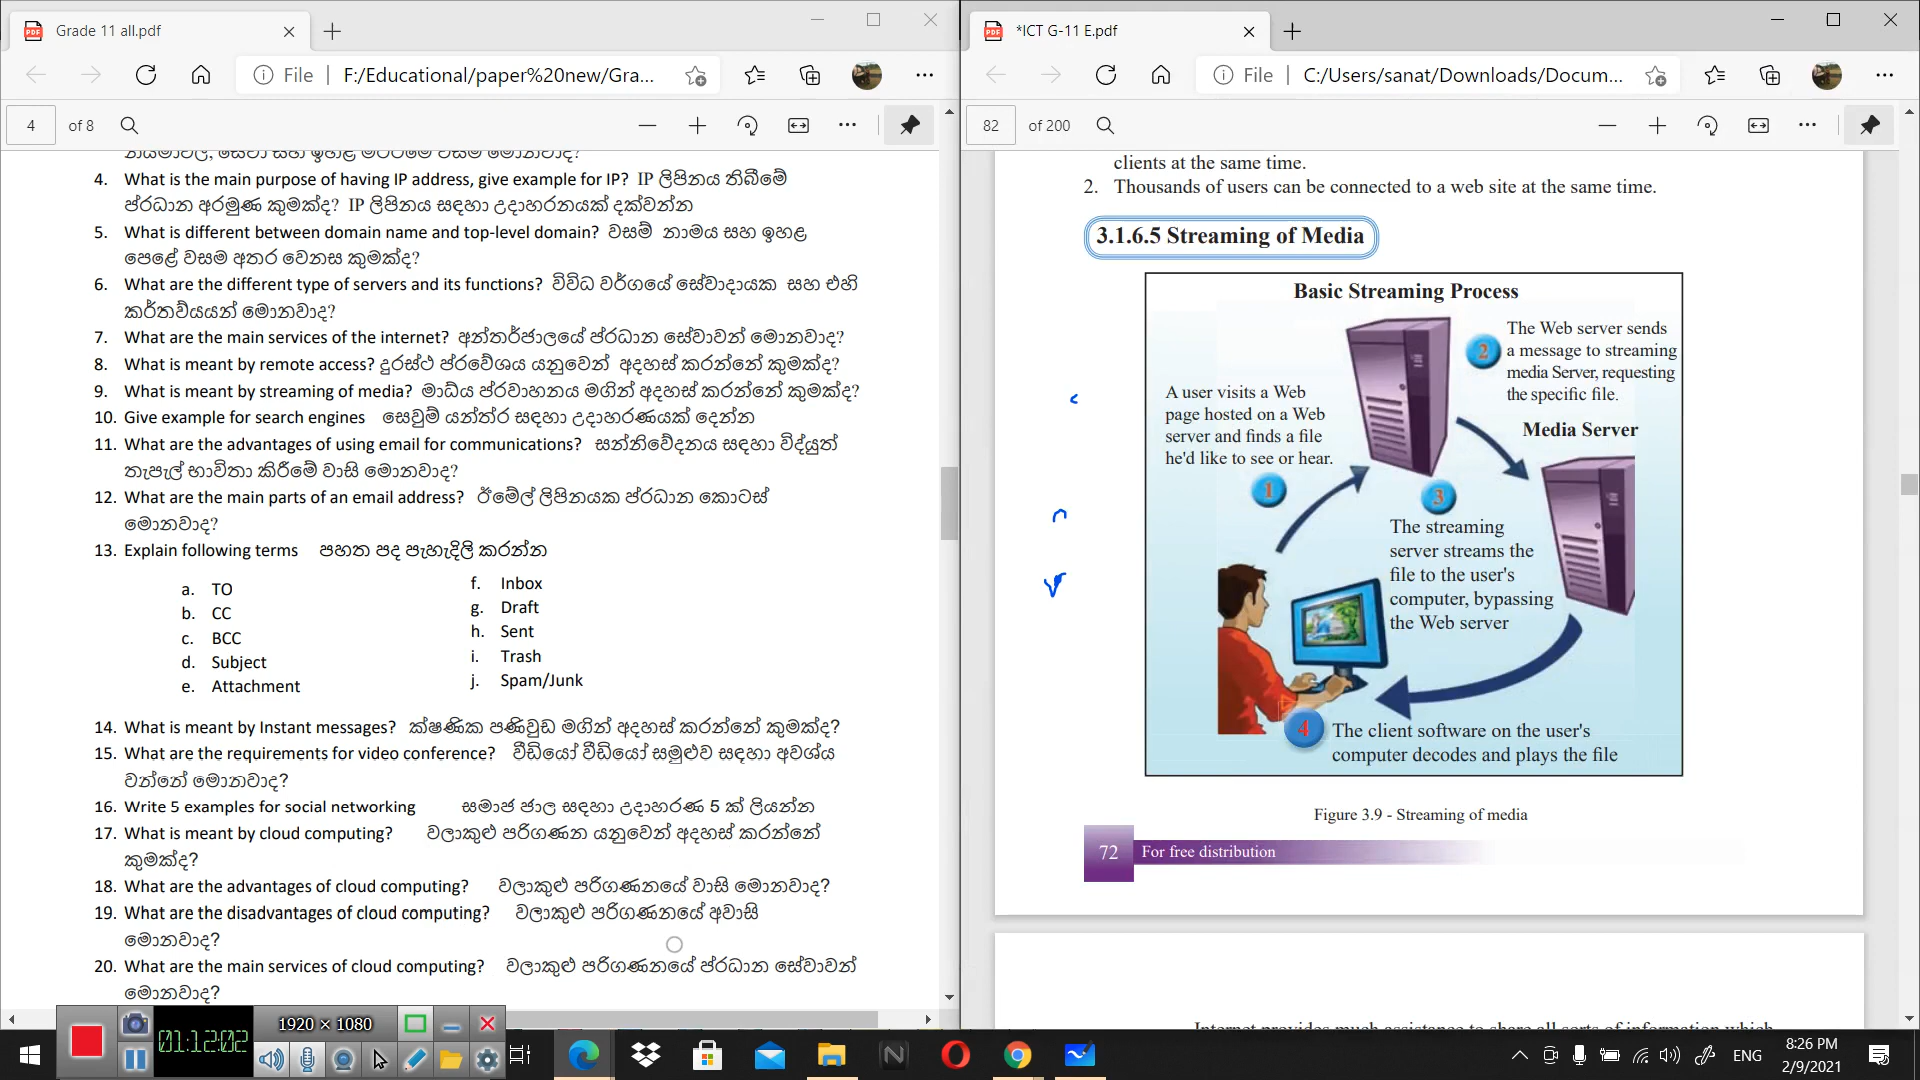 Grade 11 all.pdf
*ICT G-11 E.pdf
File F:/Educational/paper%20new/Gra...
File C:/Users/sanat/Downloads/Docum...
4 of 8
82 of 200
4. What is the main purpose of having IP address, give example for IP? IP ලිපිනය තිබීමේ
ප්රධාන අරමුණ කුමක්ද? IP ලිපිනය සඳහා උදාහරනයක් දක්වන්න
5. What is different between domain name and top-level domain? වසම් නාමය සහ ඉහළ
පෙළේ වසම අතර වෙනස කුමක්ද?
6. What are the different type of servers and its functions? විවිධ වර්ගයේ සේවාදායක සහ එහි
කර්තව්යයන් මොනවාද?
7. What are the main services of the internet? අන්තර්ජාලයේ ප්රධාන සේවාවන් මොනවාද?
8. What is meant by remote access? දුරස්ථ ප්රවේශය යනුවෙන් අදහස් කරන්නේ කුමක්ද?
9. What is meant by streaming of media? මාධ්ය ප්රවාහනය මගින් අදහස් කරන්නේ කුමක්ද?
10. Give example for search engines සෙවුම් යන්ත්ර සඳහා උදාහරණයක් දෙන්න
11. What are the advantages of using email for communications? සන්නිවේදනය සඳහා විද්යුත්
තැපැල් භාවිතා කිරීමේ වාසි මොනවාද?
12. What are the main parts of an email address? ඊමේල් ලිපිනයක ප්රධාන කොටස්
මොනවාද?
13. Explain following terms පහත පද පැහැදිලි කරන්න
a. TO
b. CC
c. BCC
d. Subject
e. Attachment
f. Inbox
g. Draft
h. Sent
i. Trash
j. Spam/Junk
14. What is meant by Instant messages? ක්ෂණික පණිවුඩ මගින් අදහස් කරන්නේ කුමක්ද?
15. What are the requirements for video conference? වීඩියෝ වීඩියෝ සමුළුව සඳහා අවශ්ය
වන්නේ මොනවාද?
16. Write 5 examples for social networking සමාජ ජාල සඳහා උදාහරණ 5 ක් ලියන්න
17. What is meant by cloud computing? වලාකුළු පරිගණන යනුවෙන් අදහස් කරන්නේ
කුමක්ද?
18. What are the advantages of cloud computing? වලාකුළු පරිගණනයේ වාසි මොනවාද?
19. What are the disadvantages of cloud computing? වලාකුළු පරිගණනයේ අවාසි
මොනවාද?
20. What are the main services of cloud computing? වලාකුළු පරිගණනයේ ප්රධාන සේවාවන්
මොනවාද?
clients at the same time.
2. Thousands of users can be connected to a web site at the same time.
3.1.6.5 Streaming of Media
Basic Streaming Process
A user visits a Web
page hosted on a Web
server and finds a file
he'd like to see or hear.
1
2
The Web server sends
a message to streaming
media Server, requesting
the specific file.
Media Server
3
The streaming
server streams the
file to the user's
computer, bypassing
the Web server
4
The client software on the user's
computer decodes and plays the file
Figure 3.9 - Streaming of media
72 For free distribution
Internet provides much assistance to share all sorts of information which
01:12:02
1920 × 1080
ENG
8:26 PM
2/9/2021